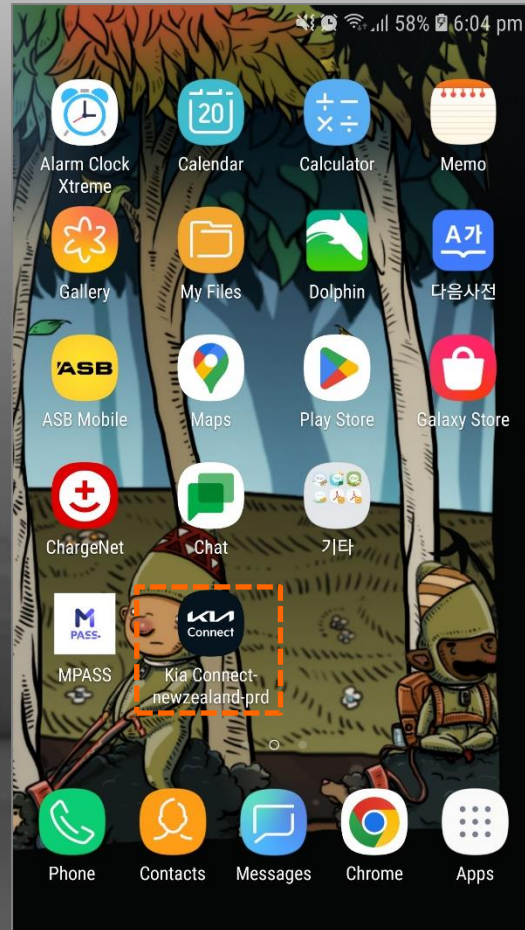 58% 6:04 pm
20
Alarm Clock
Xtreme
Calendar
Calculator
Memo
A가
Gallery
My Files
Dolphin
다음사전
ASB
ASB Mobile
Maps
Play Store
Galaxy Store
ChargeNet
Chat
기타
M
PASS.
KIA
Connect
MPASS
Kia Connect-
newzealand-prd
Phone
Contacts
Messages
Chrome
Apps